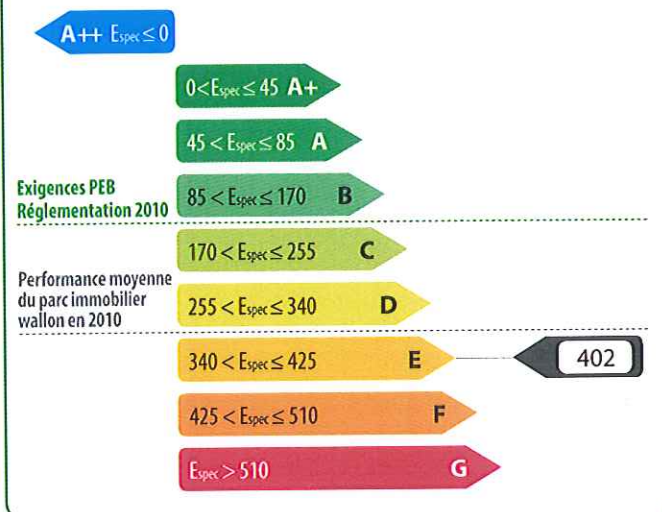 A++ Espec ≤ 0
0 < Espec ≤ 45 A+
45 < Espec ≤ 85 A
Exigences PEB
Réglementation 2010
85 < Espec ≤ 170 B
170 < Espec ≤ 255 C
Performance moyenne
du parc immobilier
wallon en 2010
255 < Espec ≤ 340 D
340 < Espec ≤ 425 E
402
425 < Espec ≤ 510 F
Espec > 510 G